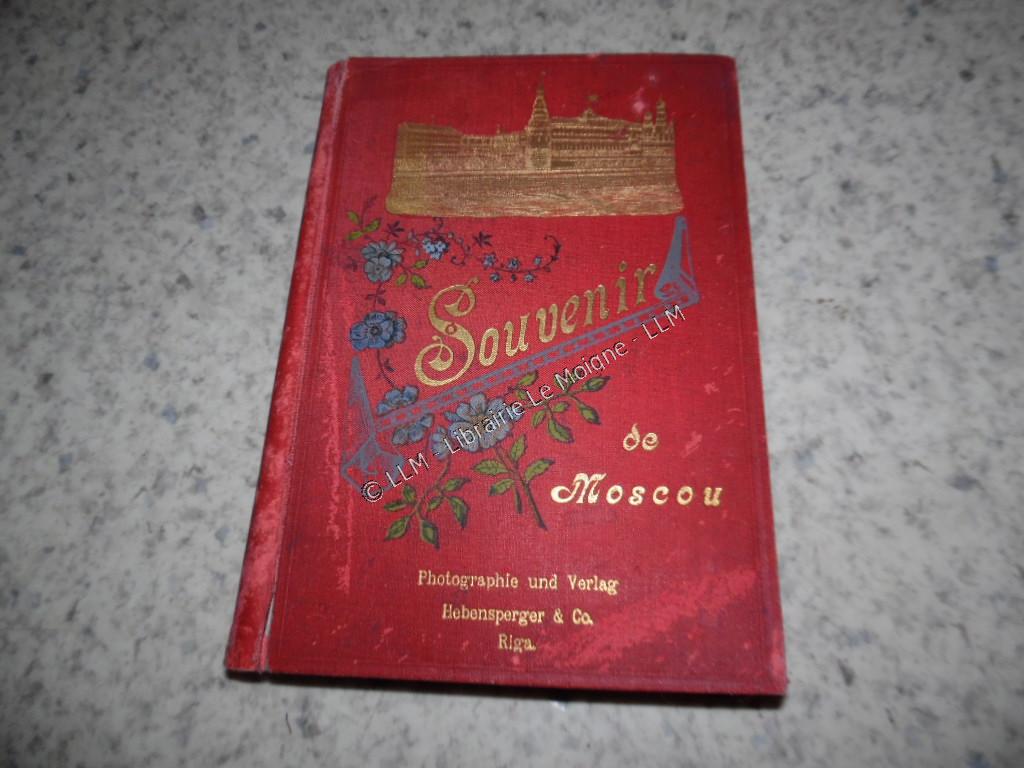 Souvenir
de
Moscou
Photographie und Verlag
Hebensperger & Co.
Riga.
© LLM - Librairie Le Moigne - LLM